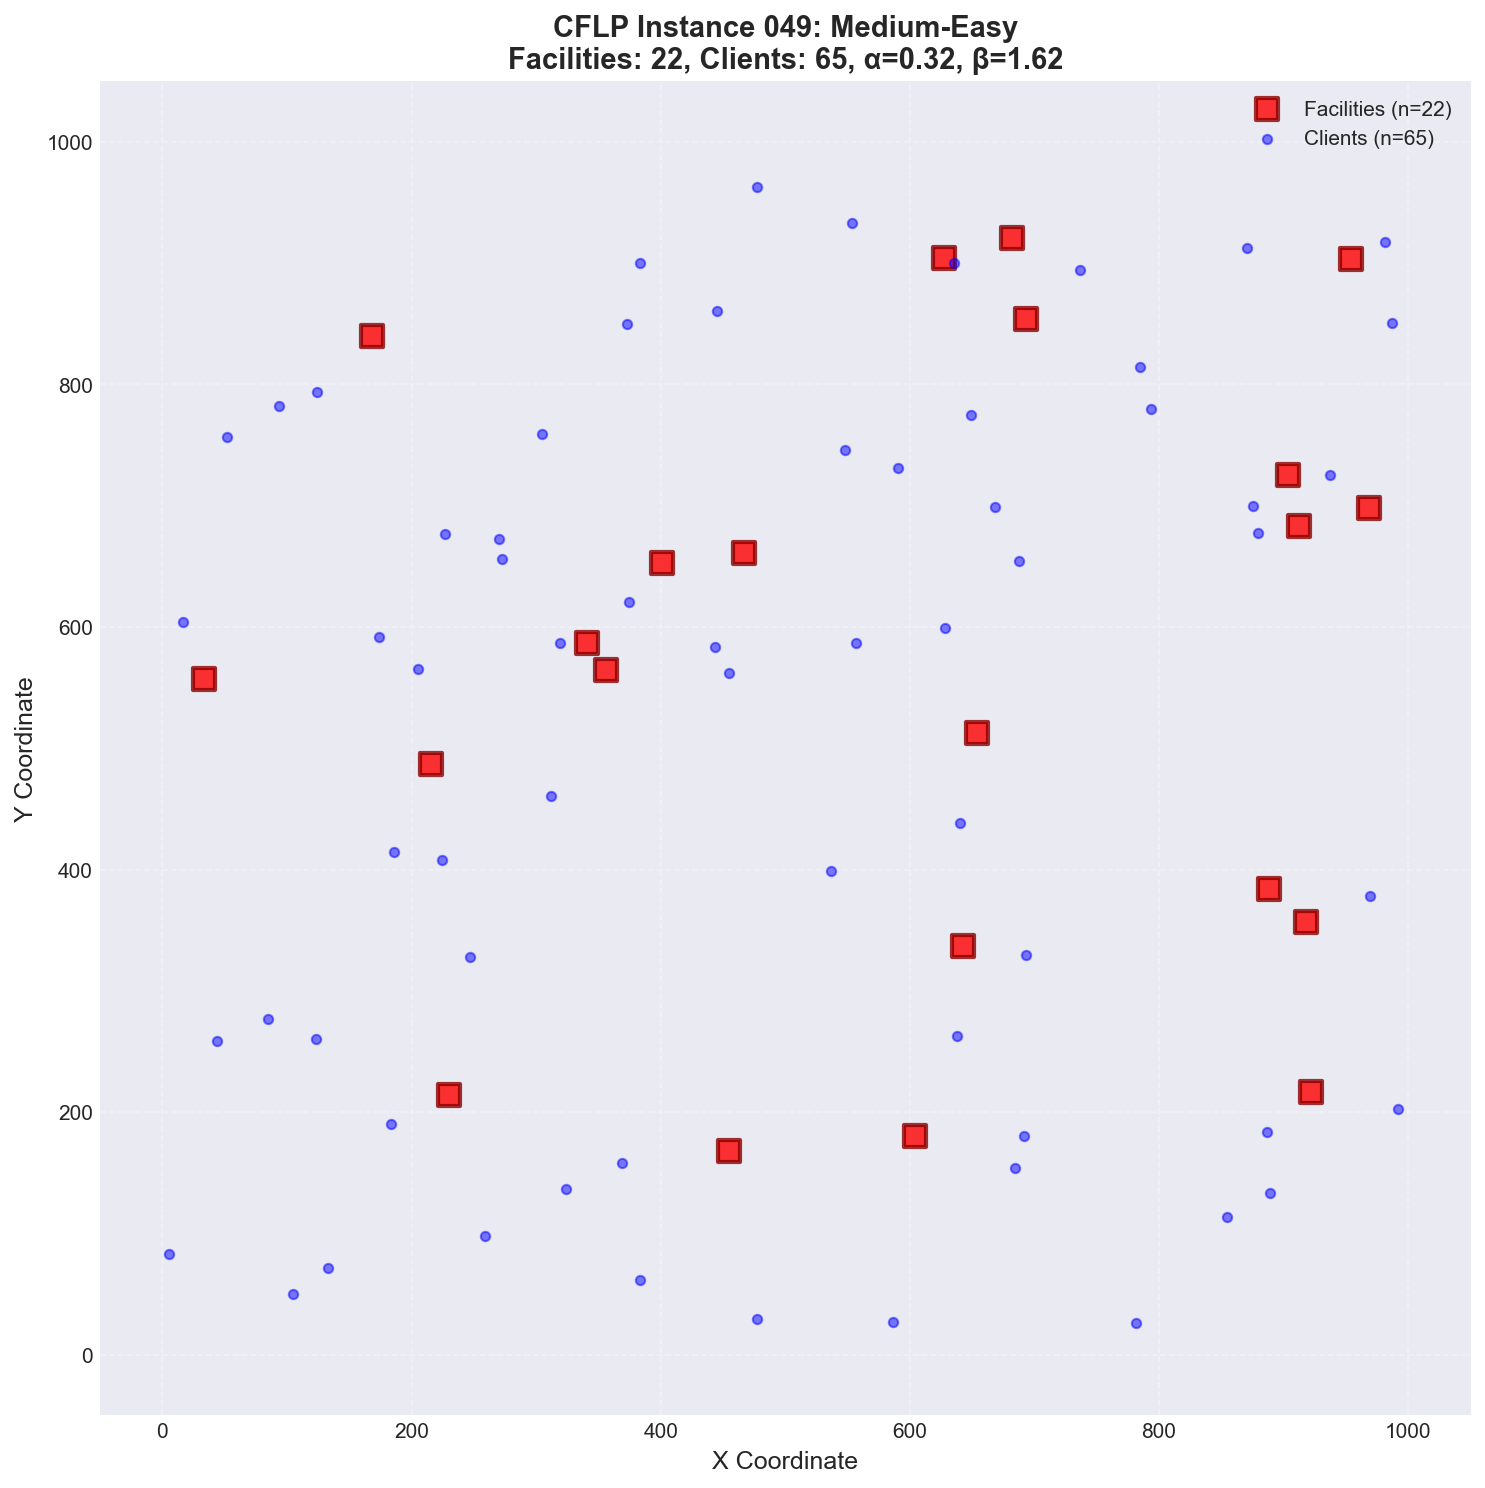 CFLP Instance 049: Medium-Easy
Facilities: 22, Clients: 65, α=0.32, β=1.62
Facilities (n=22)
Clients (n=65)
1000
800
600
400
200
0
Y Coordinate
0 200 400 600 800 1000
X Coordinate